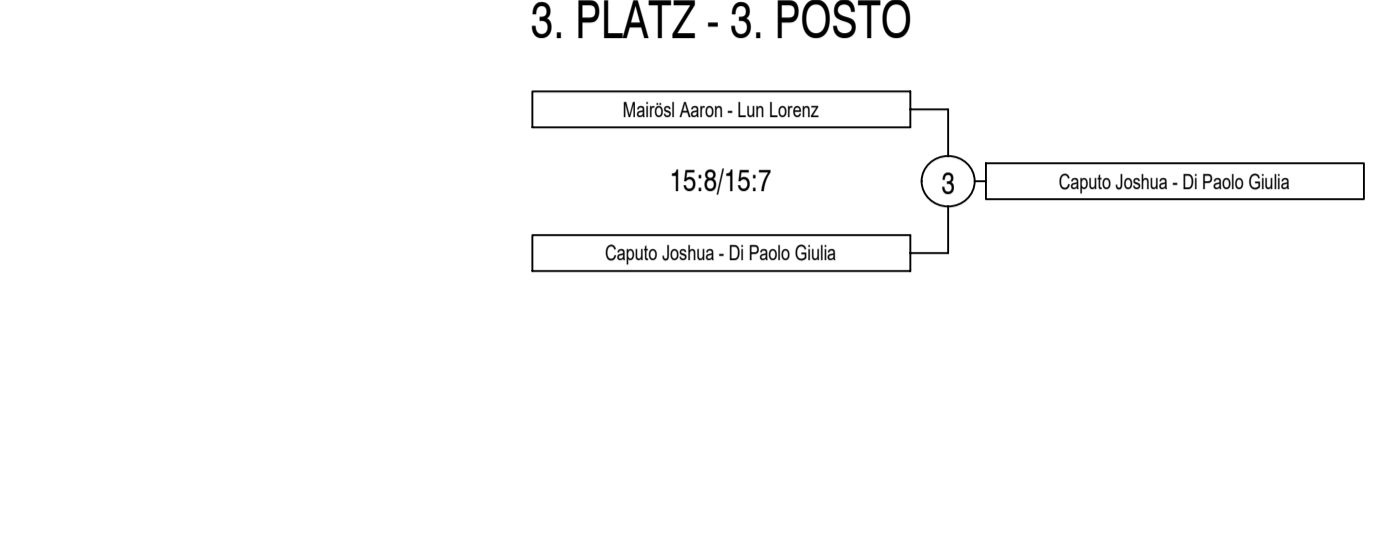 3. PLATZ - 3. POSTO
Mairösl Aaron - Lun Lorenz
15:8/15:7
3
Caputo Joshua - Di Paolo Giulia
Caputo Joshua - Di Paolo Giulia